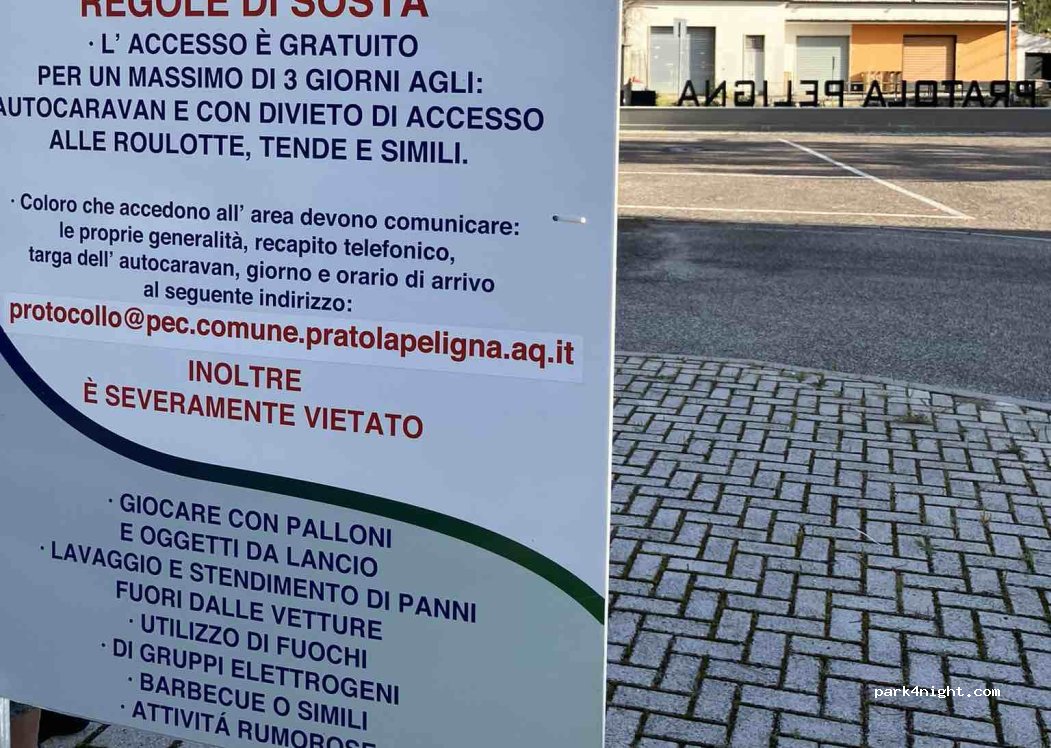 REGOLE DI SOSTA
· L' ACCESSO È GRATUITO
PER UN MASSIMO DI 3 GIORNI AGLI:
AUTOCARAVAN E CON DIVIETO DI ACCESSO
ALLE ROULOTTE, TENDE E SIMILI.
· Coloro che accedono all' area devono comunicare:
le proprie generalità, recapito telefonico,
targa dell' autocaravan, giorno e orario di arrivo
al seguente indirizzo:
protocollo@pec.comune.pratolapeligna.aq.it
INOLTRE
È SEVERAMENTE VIETATO
· GIOCARE CON PALLONI
E OGGETTI DA LANCIO
· LAVAGGIO E STENDIMENTO DI PANNI
FUORI DALLE VETTURE
· UTILIZZO DI FUOCHI
· DI GRUPPI ELETTROGENI
· BARBECUE O SIMILI
· ATTIVITÁ RUMOROSE
PRATOLA PELIGNA
park4night.com